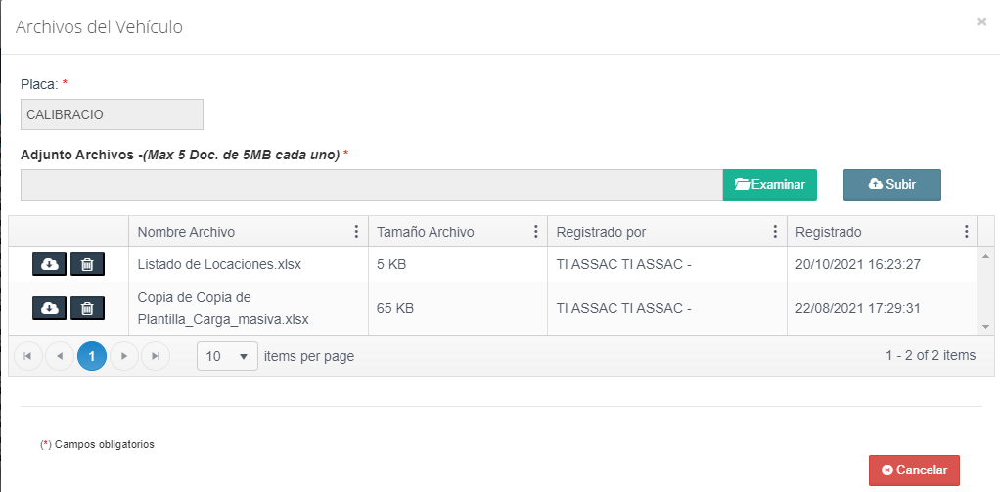 Archivos del Vehículo
×
Placa: *
CALIBRACIO
Adjunto Archivos -(Max 5 Doc. de 5MB cada uno) *
Examinar
Subir
Nombre Archivo
Tamaño Archivo
Registrado por
Registrado
Listado de Locaciones.xlsx
5 KB
TI ASSAC TI ASSAC -
20/10/2021 16:23:27
Copia de Copia de
Plantilla_Carga_masiva.xlsx
65 KB
TI ASSAC TI ASSAC -
22/08/2021 17:29:31
1
10
items per page
1 - 2 of 2 items
(*) Campos obligatorios
Cancelar